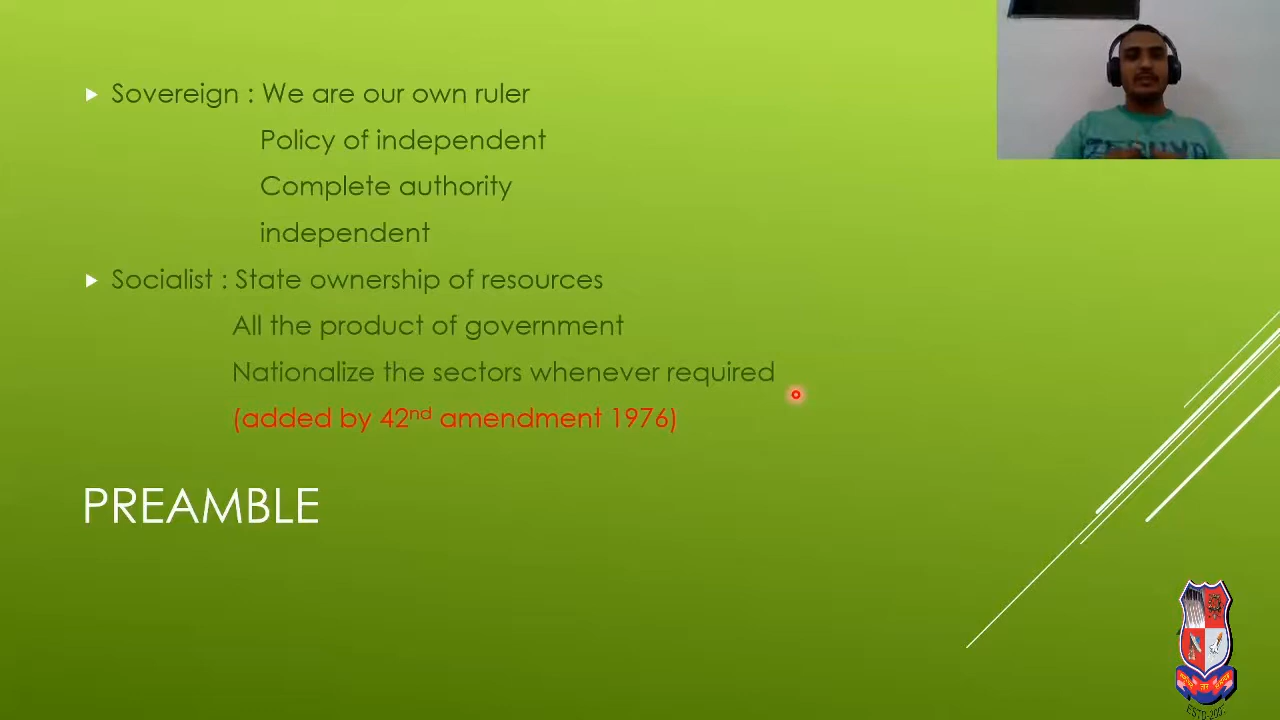 Sovereign : We are our own ruler
Policy of independent
Complete authority
independent
Socialist : State ownership of resources
All the product of government
Nationalize the sectors whenever required
(added by 42nd amendment 1976)
PREAMBLE